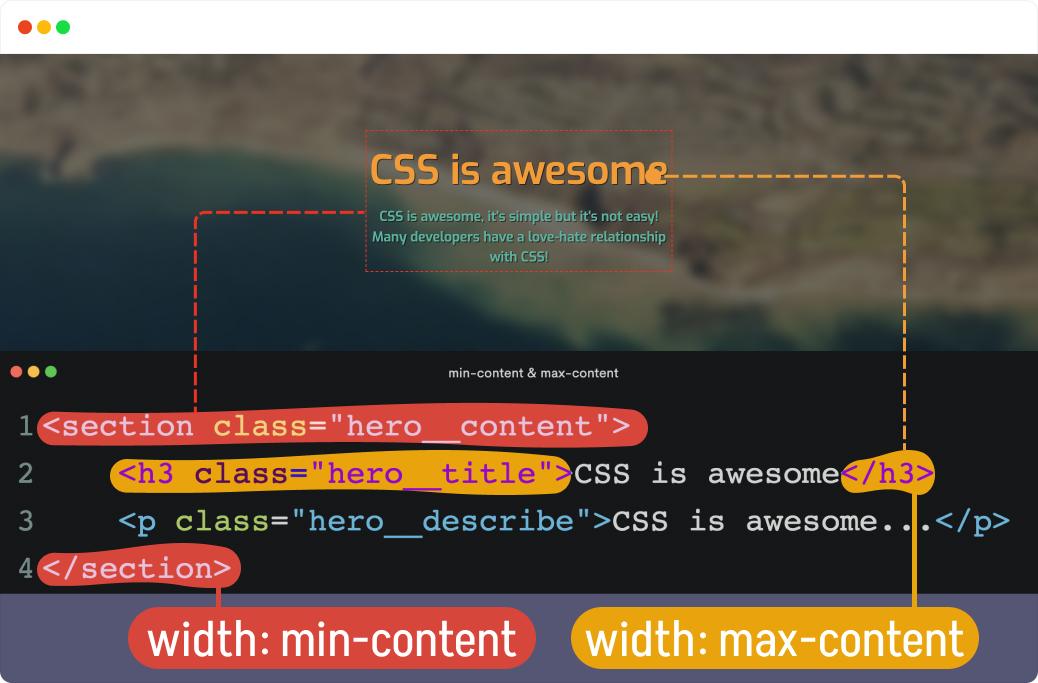 CSS is awesome
CSS is awesome, it's simple but it's not easy!
Many developers have a love-hate relationship
with CSS!
min-content & max-content
1 <section class="hero__content">
2 <h3 class="hero__title">CSS is awesome</h3>
3 <p class="hero__describe">CSS is awesome...</p>
4 </section>
width: min-content
width: max-content